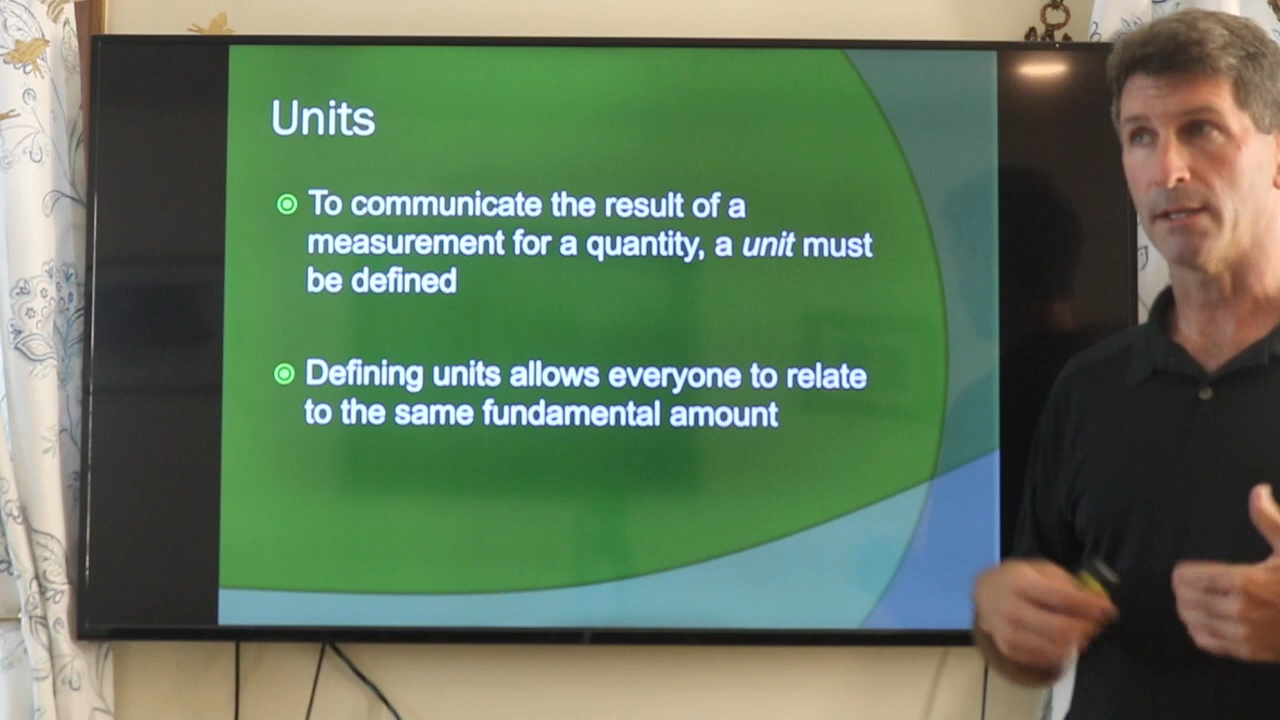 Units
To communicate the result of a
measurement for a quantity, a unit must
be defined
Defining units allows everyone to relate
to the same fundamental amount